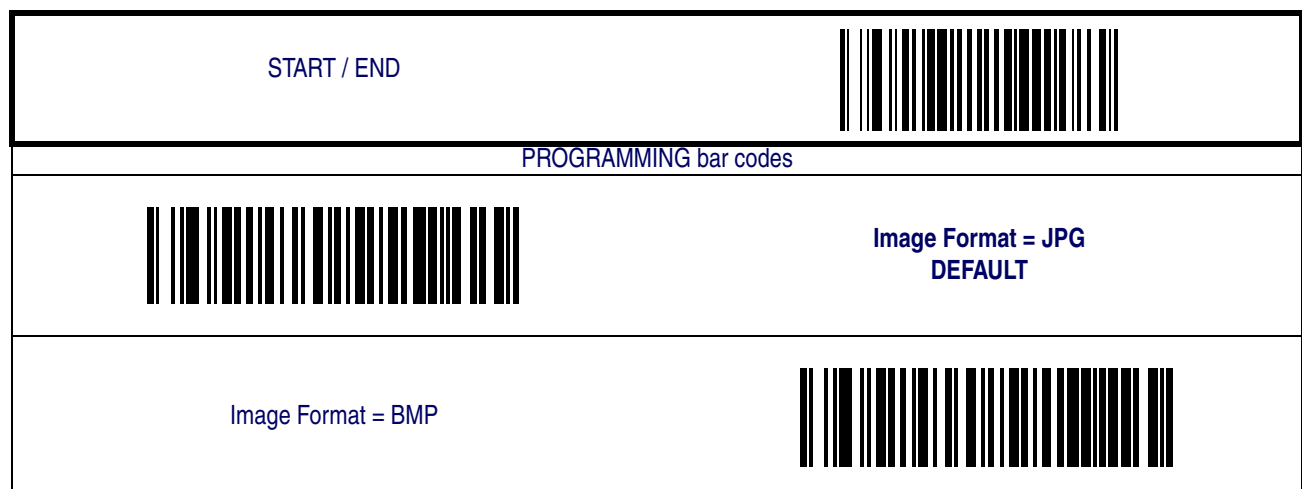 START / END
PROGRAMMING bar codes
Image Format = JPG
DEFAULT
Image Format = BMP